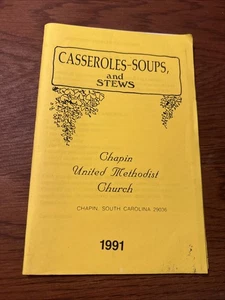 CASSEROLES-SOUPS,
and
STEWS
Chapin
United Methodist
Church
CHAPIN, SOUTH CAROLINA 29036
1991